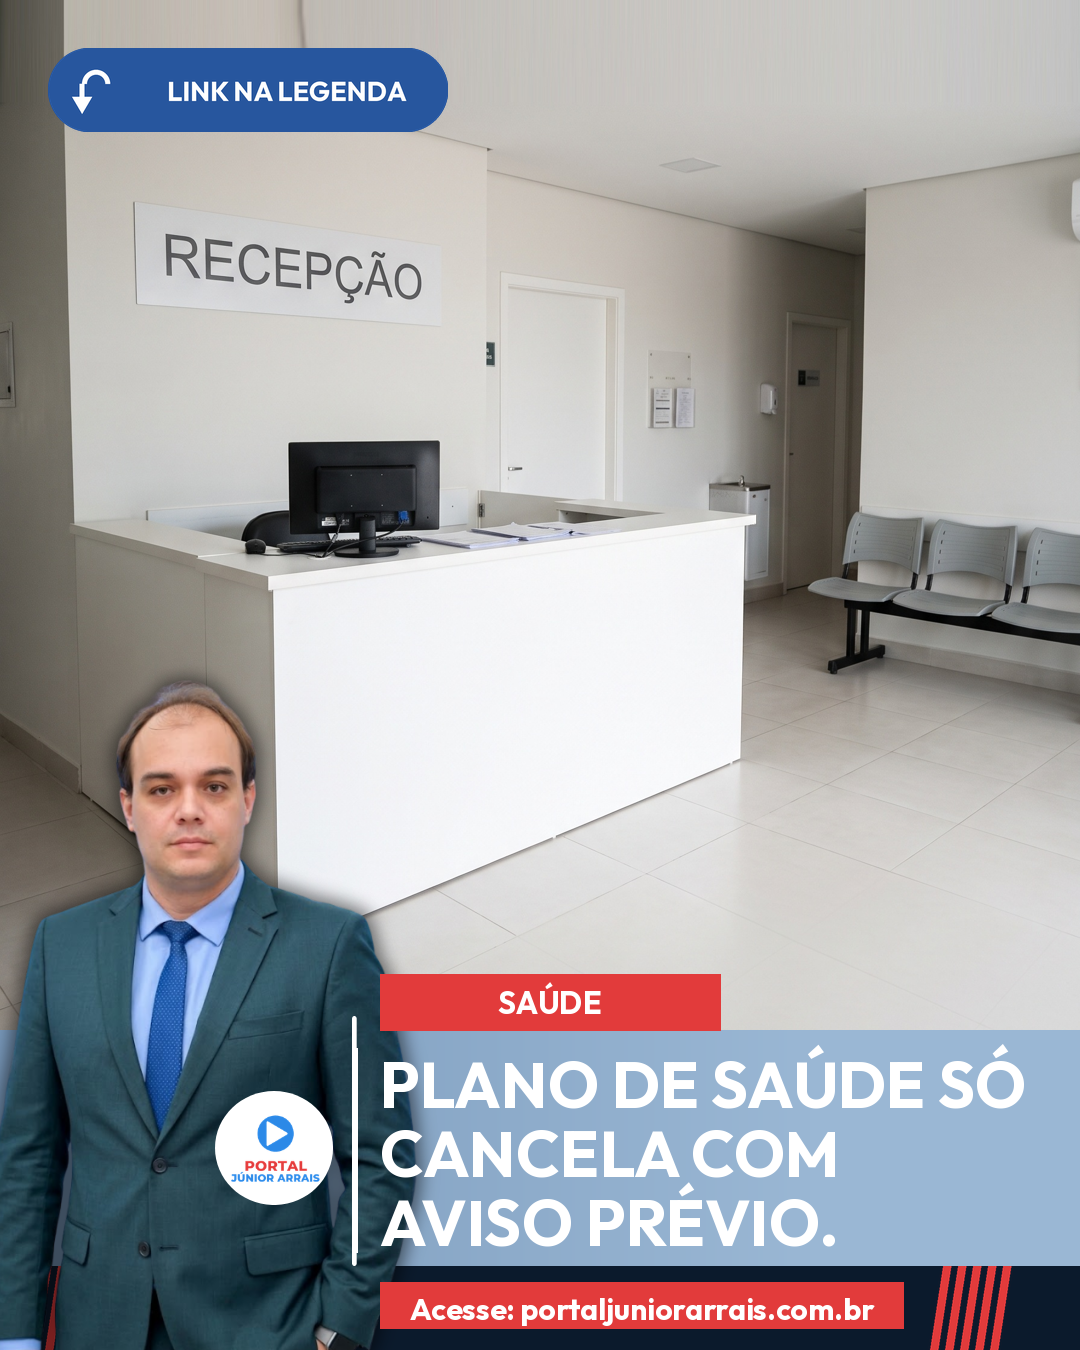 LINK NA LEGENDA
RECEPÇÃO
SAÚDE
PLANO DE SAÚDE SÓ
CANCELA COM
AVISO PRÉVIO.
PORTAL
JÚNIOR ARRAIS
Acesse: portaljuniorarrais.com.br